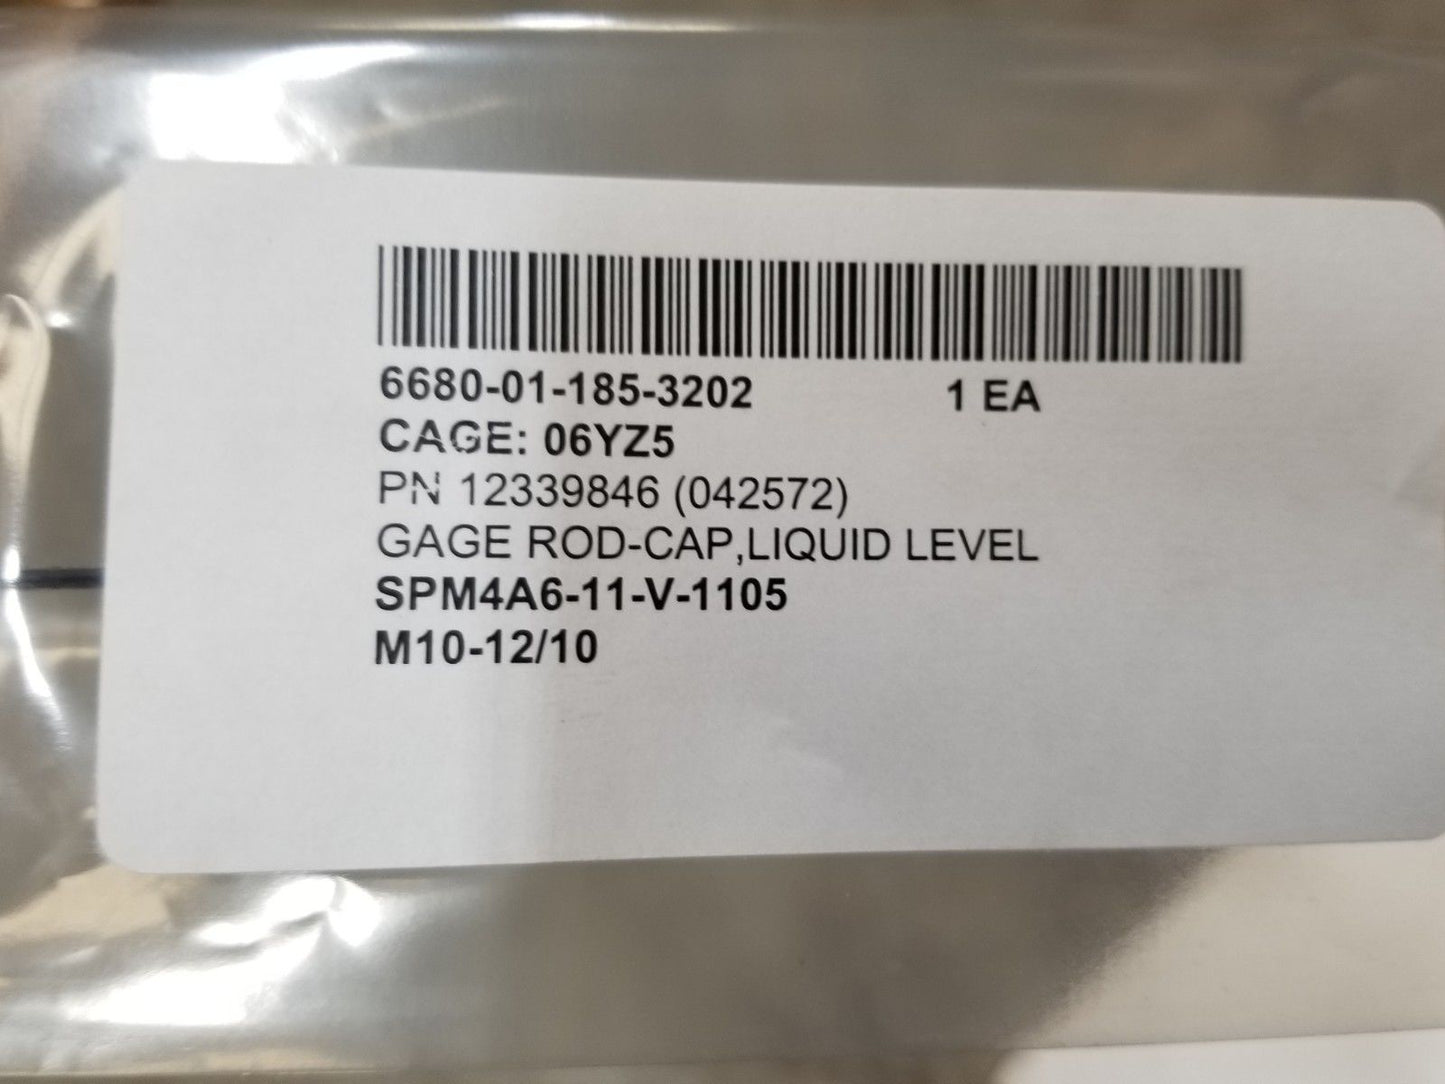 6680-01-185-3202 1 EA
CAGE: 06YZ5
PN 12339846 (042572)
GAGE ROD-CAP,LIQUID LEVEL
SPM4A6-11-V-1105
M10-12/10